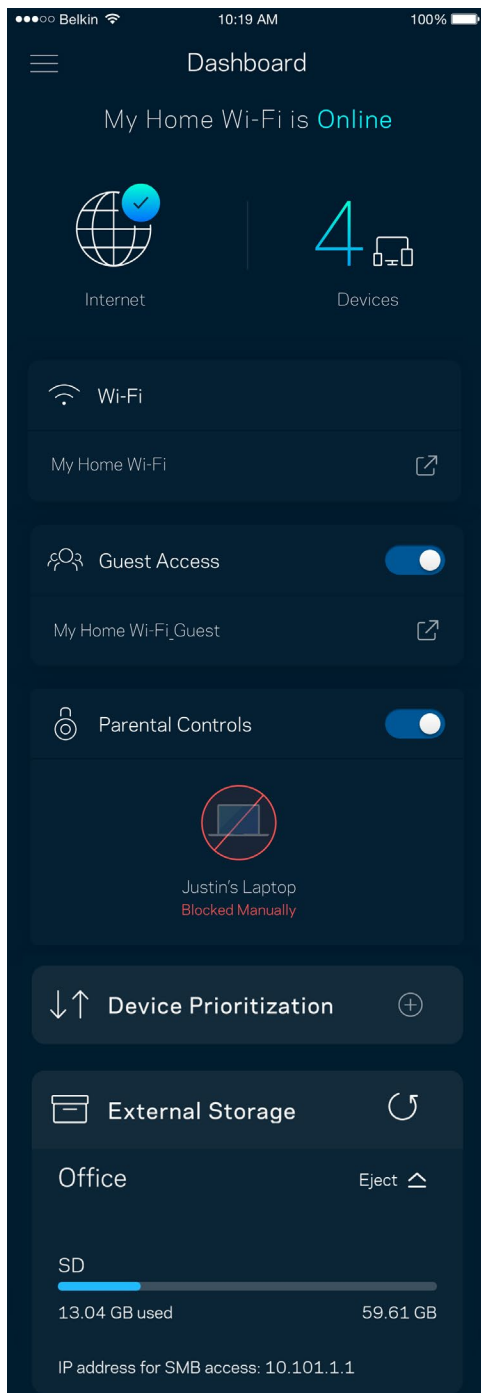 Belkin 10:19 AM 100%
Dashboard
My Home Wi-Fi is Online
4
Internet Devices
Wi-Fi
My Home Wi-Fi
Guest Access
My Home Wi-Fi_Guest
Parental Controls
Justin's Laptop
Blocked Manually
Device Prioritization
External Storage
Office Eject
SD
13.04 GB used 59.61 GB
IP address for SMB access: 10.101.1.1